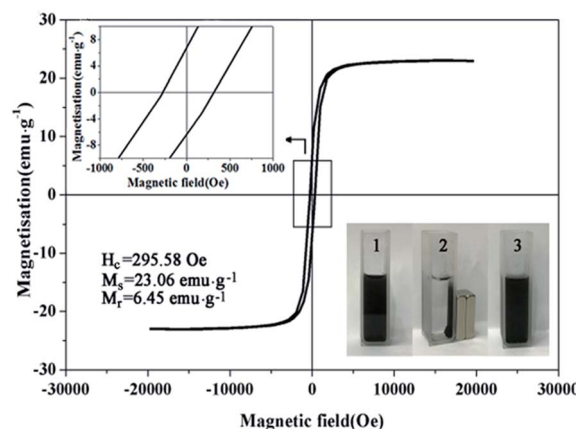 30
20
10
0
-10
-20
-30
Magnetisation(emu·g-1)
-30000 -20000 -10000 0 10000 20000 30000
Magnetic field(Oe)
8
4
0
-4
-8
Magnetization(emu·g-1)
-1000 -500 0 500 1000
Magnetic field(Oe)
Hc=295.58 Oe
Ms=23.06 emu·g-1
Mr=6.45 emu·g-1
1 2 3